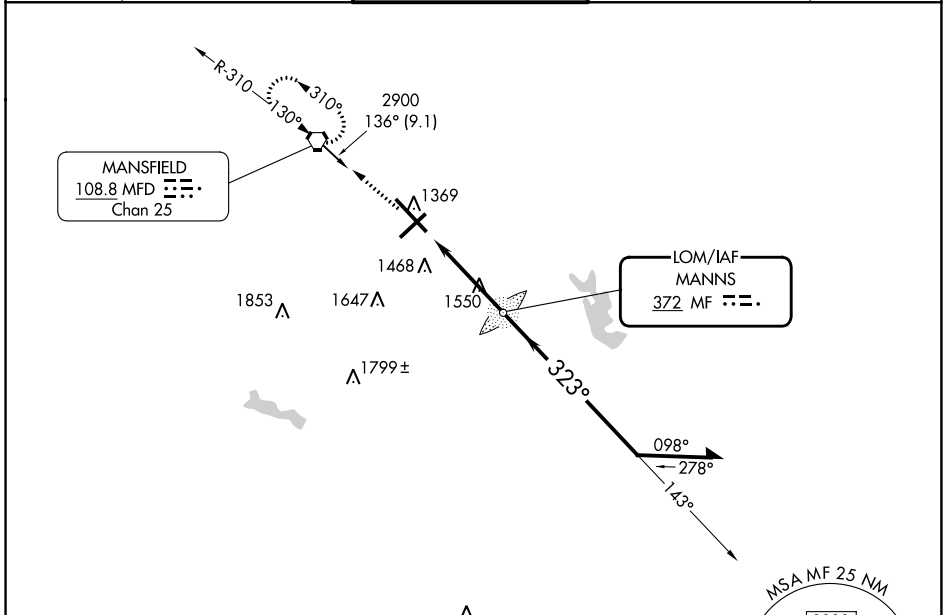 R-310
310°
130°
2900
136° (9.1)
MANSFIELD
108.8 MFD
Chan 25
1369
1468
1853
1647
1550
1799±
LOM/IAF
MANNS
372 MF
323°
098°
278°
143°
MSA MF 25 NM